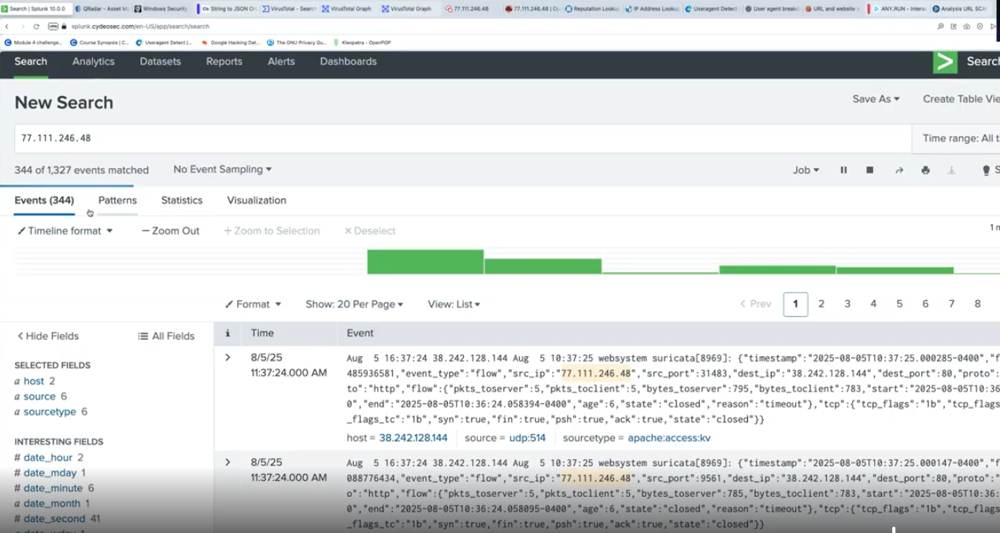 Search | Splunk 10.0.0 QRadar - Asset M Windows Security String to JSON O VirusTotal - Search VirusTotal Graph VirusTotal Graph 77.111.246.48 77.111.246.48 | Op Reputation Lookup IP Address Lookup Useragent Detect User agent break URL and website ANY.RUN - Intera Analysis URL SCA
VPN splunk.cydeosec.com/en-US/app/search/search
Module 4 challenge... Course Synopsis | C... Useragent Detect |... Google Hacking Dat... The GNU Privacy Gu... Kleopatra - OpenPGP
Search Analytics Datasets Reports Alerts Dashboards > Search
New Search Save As Create Table Vie
77.111.246.48 Time range: All t
344 of 1,327 events matched No Event Sampling Job S
Events (344) Patterns Statistics Visualization
Timeline format — Zoom Out + Zoom to Selection × Deselect 1 m
Format Show: 20 Per Page View: List < Prev 1 2 3 4 5 6 7 8
< Hide Fields All Fields i Time Event
SELECTED FIELDS
a host 2
a source 6
a sourcetype 6
INTERESTING FIELDS
# date_hour 2
# date_mday 1
# date_minute 6
a date_month 1
# date_second 41
> 8/5/25
11:37:24.000 AM
Aug 5 16:37:24 38.242.128.144 Aug 5 10:37:25 websystem suricata[8969]: {"timestamp":"2025-08-05T10:37:25.000285-0400","f
485936581,"event_type":"flow","src_ip":"77.111.246.48","src_port":31483,"dest_ip":"38.242.128.144","dest_port":80,"proto":
to":"http","flow":{"pkts_toserver":5,"pkts_toclient":5,"bytes_toserver":795,"bytes_toclient":783,"start":"2025-08-05T10:36
0","end":"2025-08-05T10:36:24.058394-0400","age":6,"state":"closed","reason":"timeout"},"tcp":{"tcp_flags":"1b","tcp_flags
_flags_tc":"1b","syn":true,"fin":true,"psh":true,"ack":true,"state":"closed"}}
host = 38.242.128.144 source = udp:514 sourcetype = apache:access:kv
> 8/5/25
11:37:24.000 AM
Aug 5 16:37:24 38.242.128.144 Aug 5 10:37:25 websystem suricata[8969]: {"timestamp":"2025-08-05T10:37:25.000147-0400","f
088776434,"event_type":"flow","src_ip":"77.111.246.48","src_port":9561,"dest_ip":"38.242.128.144","dest_port":80,"proto":"
o":"http","flow":{"pkts_toserver":5,"pkts_toclient":5,"bytes_toserver":785,"bytes_toclient":783,"start":"2025-08-05T10:36:
,"end":"2025-08-05T10:36:24.058095-0400","age":6,"state":"closed","reason":"timeout"},"tcp":{"tcp_flags":"1b","tcp_flags_t
_flags_tc":"1b","syn":true,"fin":true,"psh":true,"ack":true,"state":"closed"}}